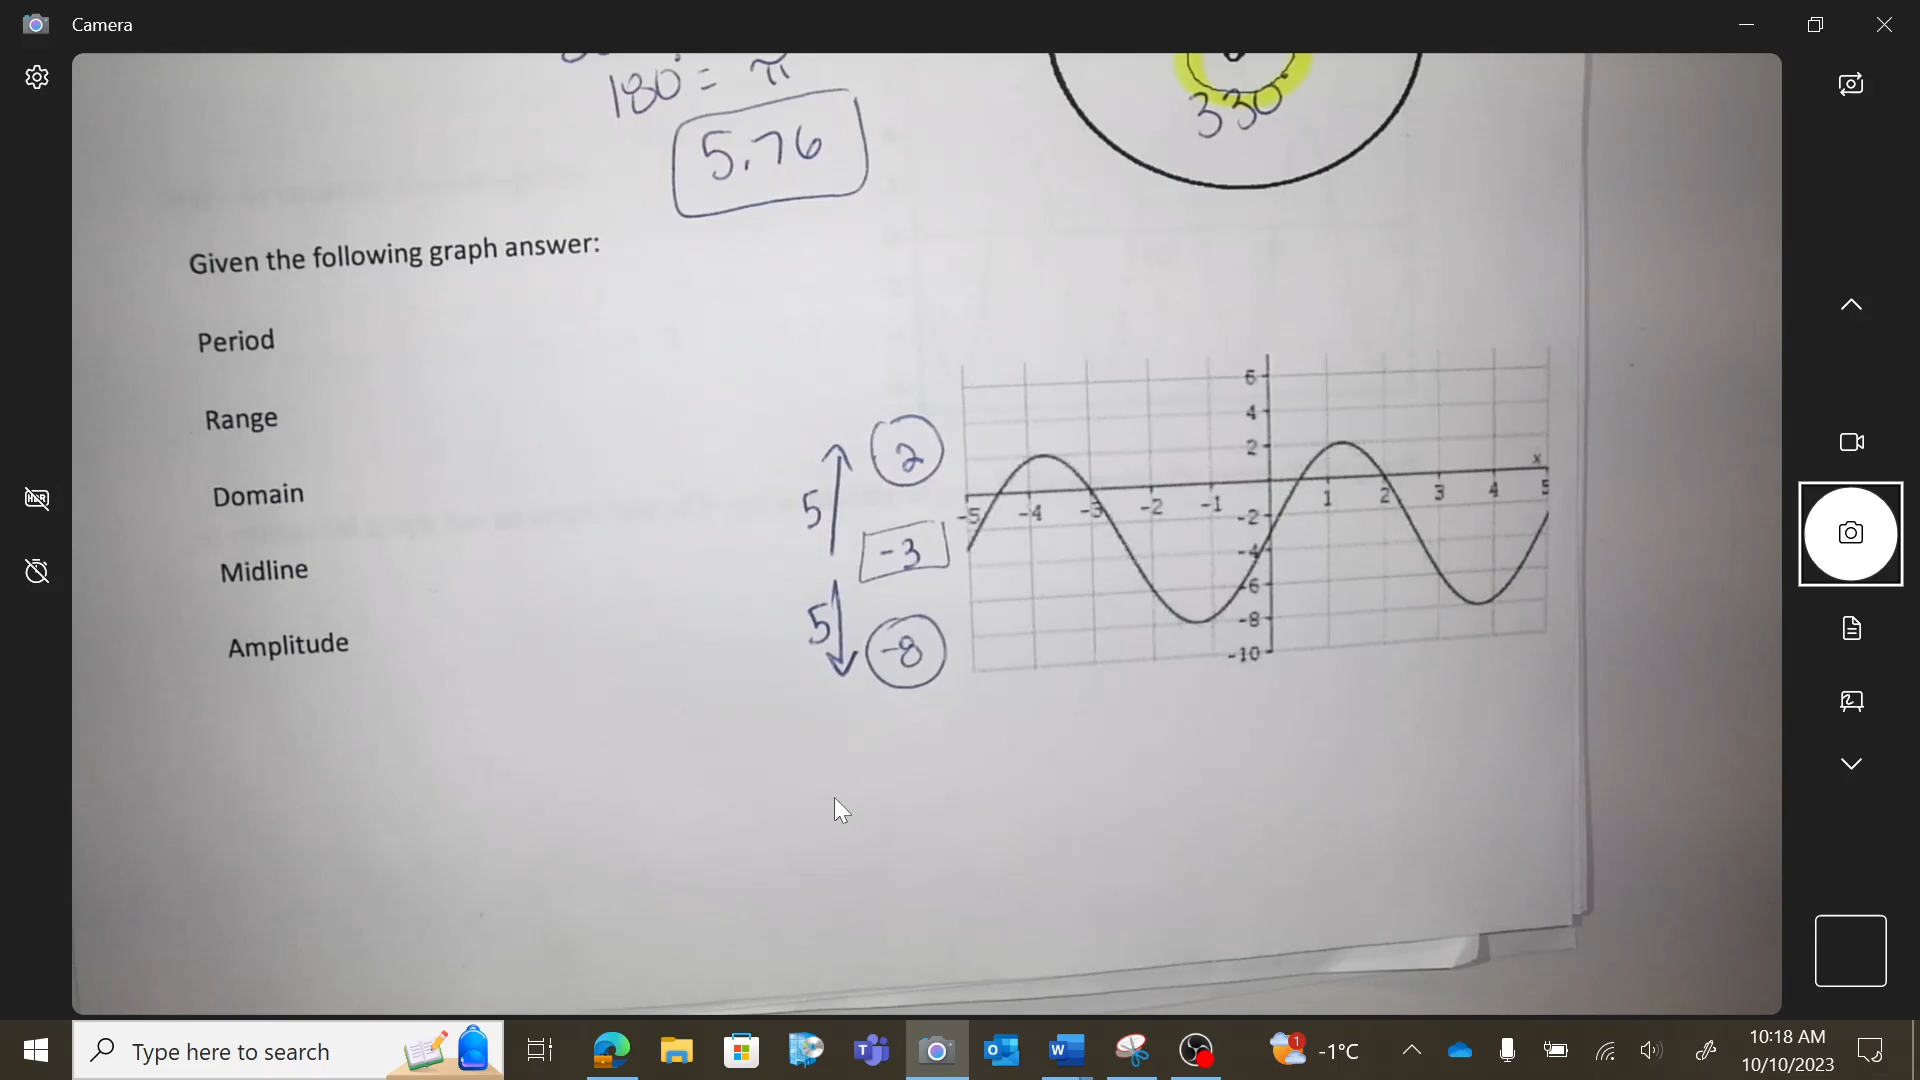 Camera
180° = π
5.76
330°
Given the following graph answer:
Period
Range
Domain
Midline
Amplitude
5
2
-3
5
-8
6
4
2
x
-5 -4 -3 -2 -1 1 2 3 4 5
-2
-4
-6
-8
-10
Type here to search
1
-1°C
10:18 AM
10/10/2023